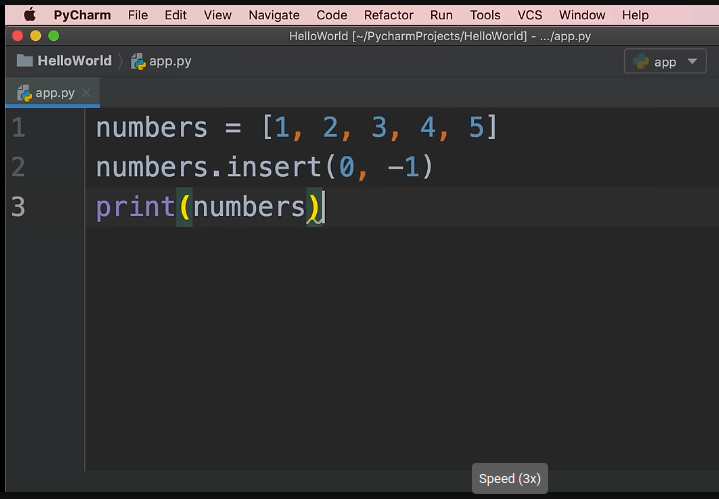 PyCharm File Edit View Navigate Code Refactor Run Tools VCS Window Help
HelloWorld [~/PycharmProjects/HelloWorld] - .../app.py
HelloWorld app.py app
app.py
1 numbers = [1, 2, 3, 4, 5]
2 numbers.insert(0, -1)
3 print(numbers)
Speed (3x)